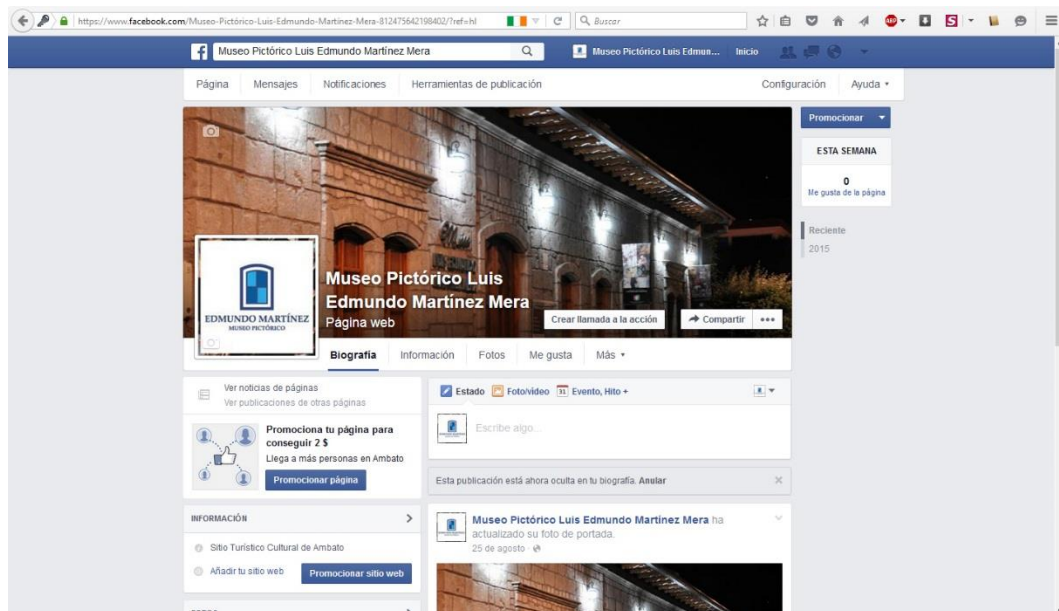 https://www.facebook.com/Museo-Pictórico-Luis-Edmundo-Martinez-Mera-812475642198402/?ref=hl
Buscar
Museo Pictórico Luis Edmundo Martínez Mera
Museo Pictórico Luis Edmun...
Inicio
Página
Mensajes
Notificaciones
Herramientas de publicación
Configuración
Ayuda
Promocionar
ESTA SEMANA
0
Me gusta de la página
Reciente
2015
EDMUNDO MARTÍNEZ
MUSEO PICTÓRICO
Museo Pictórico Luis
Edmundo Martínez Mera
Página web
Crear llamada a la acción
Compartir
Biografía
Información
Fotos
Me gusta
Más
Ver noticias de páginas
Ver publicaciones de otras páginas
Promociona tu página para
conseguir 2 $
Llega a más personas en Ambato
Promocionar página
INFORMACIÓN
Sitio Turístico Cultural de Ambato
Añadir tu sitio web
Promocionar sitio web
Estado
Foto/vídeo
31
Evento, Hito +
Escribe algo...
Esta publicación está ahora oculta en tu biografía. Anular
Museo Pictórico Luis Edmundo Martínez Mera ha
actualizado su foto de portada.
25 de agosto